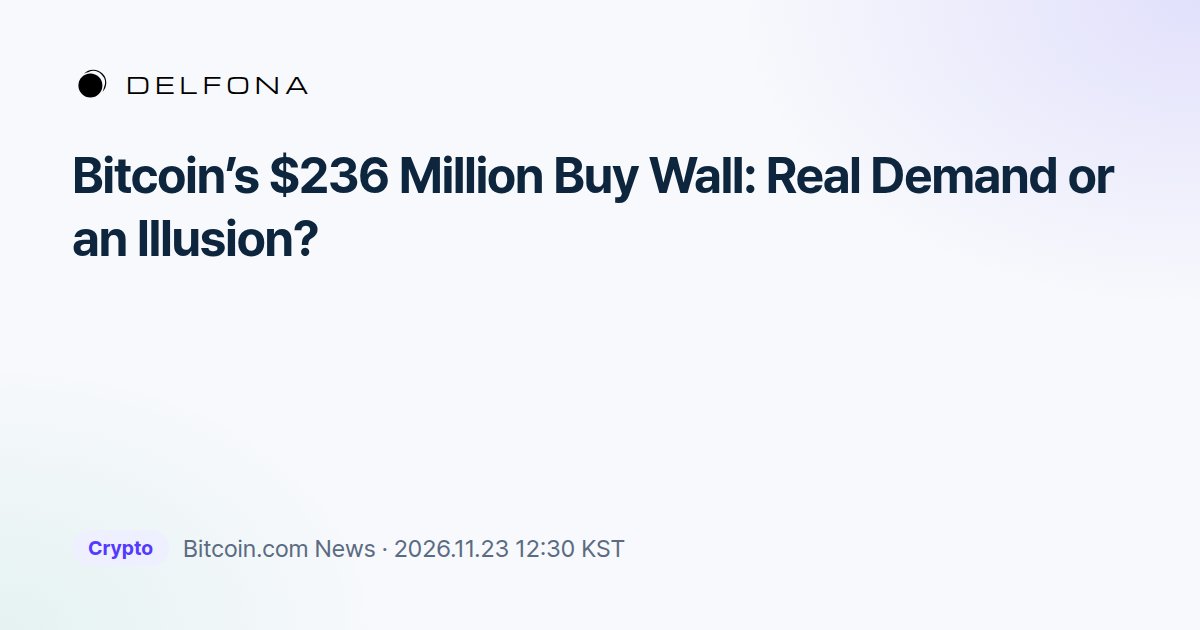 DELFONA
Bitcoin’s $236 Million Buy Wall: Real Demand or
an Illusion?
Crypto Bitcoin.com News · 2026.11.23 12:30 KST